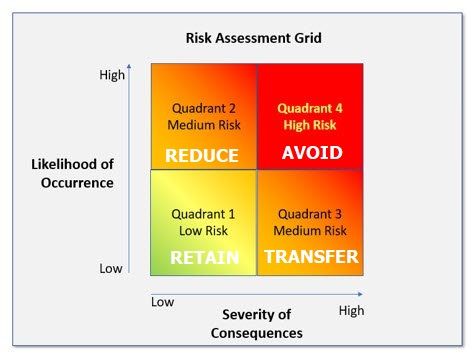 Risk Assessment Grid
High
Quadrant 2
Medium Risk
REDUCE
Quadrant 4
High Risk
AVOID
Likelihood of
Occurrence
Quadrant 1
Low Risk
RETAIN
Quadrant 3
Medium Risk
TRANSFER
Low
Low
High
Severity of
Consequences